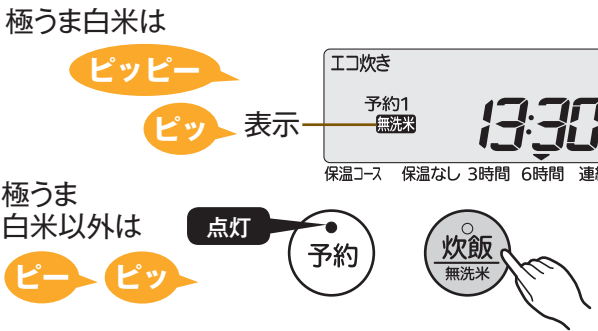 極うま白米は
ピッピー
ピッ
表示
エコ炊き
予約1
無洗米
13:30
保温コース 保温なし 3時間 6時間 連
極うま
白米以外は
ピー
ピッ
点灯
予約
炊飯
無洗米